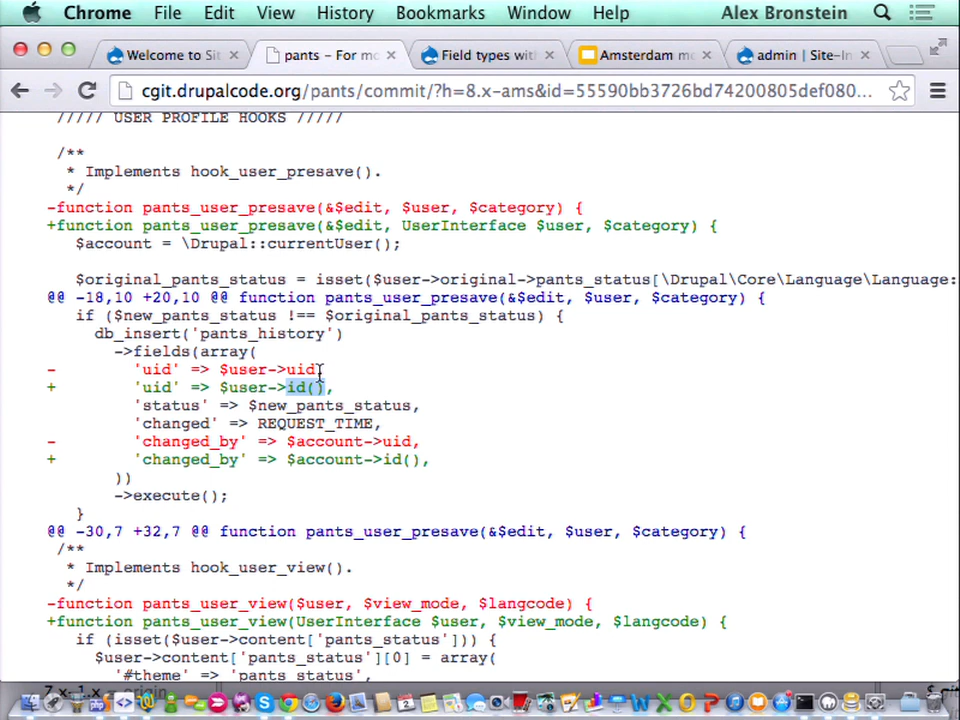 Chrome File Edit View History Bookmarks Window Help Alex Bronstein
Welcome to Sit × pants – For mo × Field types with × Amsterdam mo × admin | Site-In ×
cgit.drupalcode.org/pants/commit/?h=8.x-ams&id=55590bb3726bd74200805def080...
///// USER PROFILE HOOKS /////
/**
* Implements hook_user_presave().
*/
-function pants_user_presave(&$edit, $user, $category) {
+function pants_user_presave(&$edit, UserInterface $user, $category) {
$account = \Drupal::currentUser();
$original_pants_status = isset($user->original->pants_status[\Drupal\Core\Language\Language:
@@ -18,10 +20,10 @@ function pants_user_presave(&$edit, $user, $category) {
if ($new_pants_status !== $original_pants_status) {
db_insert('pants_history')
->fields(array(
- 'uid' => $user->uid,
+ 'uid' => $user->id(),
'status' => $new_pants_status,
'changed' => REQUEST_TIME,
- 'changed_by' => $account->uid,
+ 'changed_by' => $account->id(),
))
->execute();
}
@@ -30,7 +32,7 @@ function pants_user_presave(&$edit, $user, $category) {
/**
* Implements hook_user_view().
*/
-function pants_user_view($user, $view_mode, $langcode) {
+function pants_user_view(UserInterface $user, $view_mode, $langcode) {
if (isset($user->content['pants_status'])) {
$user->content['pants_status'][0] = array(
'#theme' => 'pants_status',